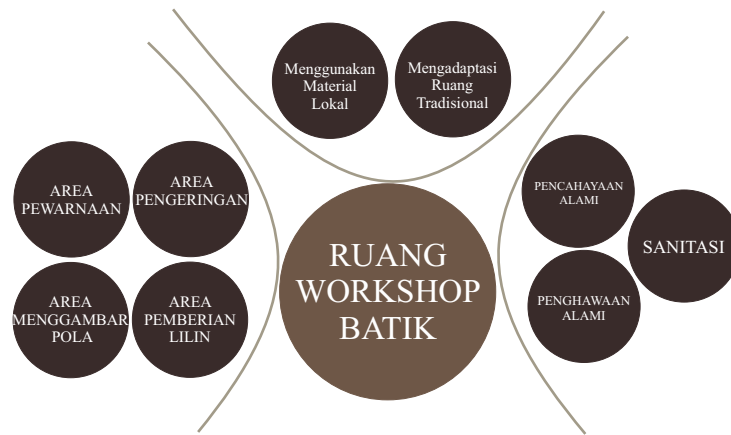 Menggunakan
Material
Lokal
Mengadaptasi
Ruang
Tradisional
AREA
PEWARNAAN
AREA
PENGERINGAN
AREA
MENGGAMBAR
POLA
AREA
PEMBERIAN
LILIN
RUANG
WORKSHOP
BATIK
PENCAHAYAAN
ALAMI
SANITASI
PENGHAWAAN
ALAMI